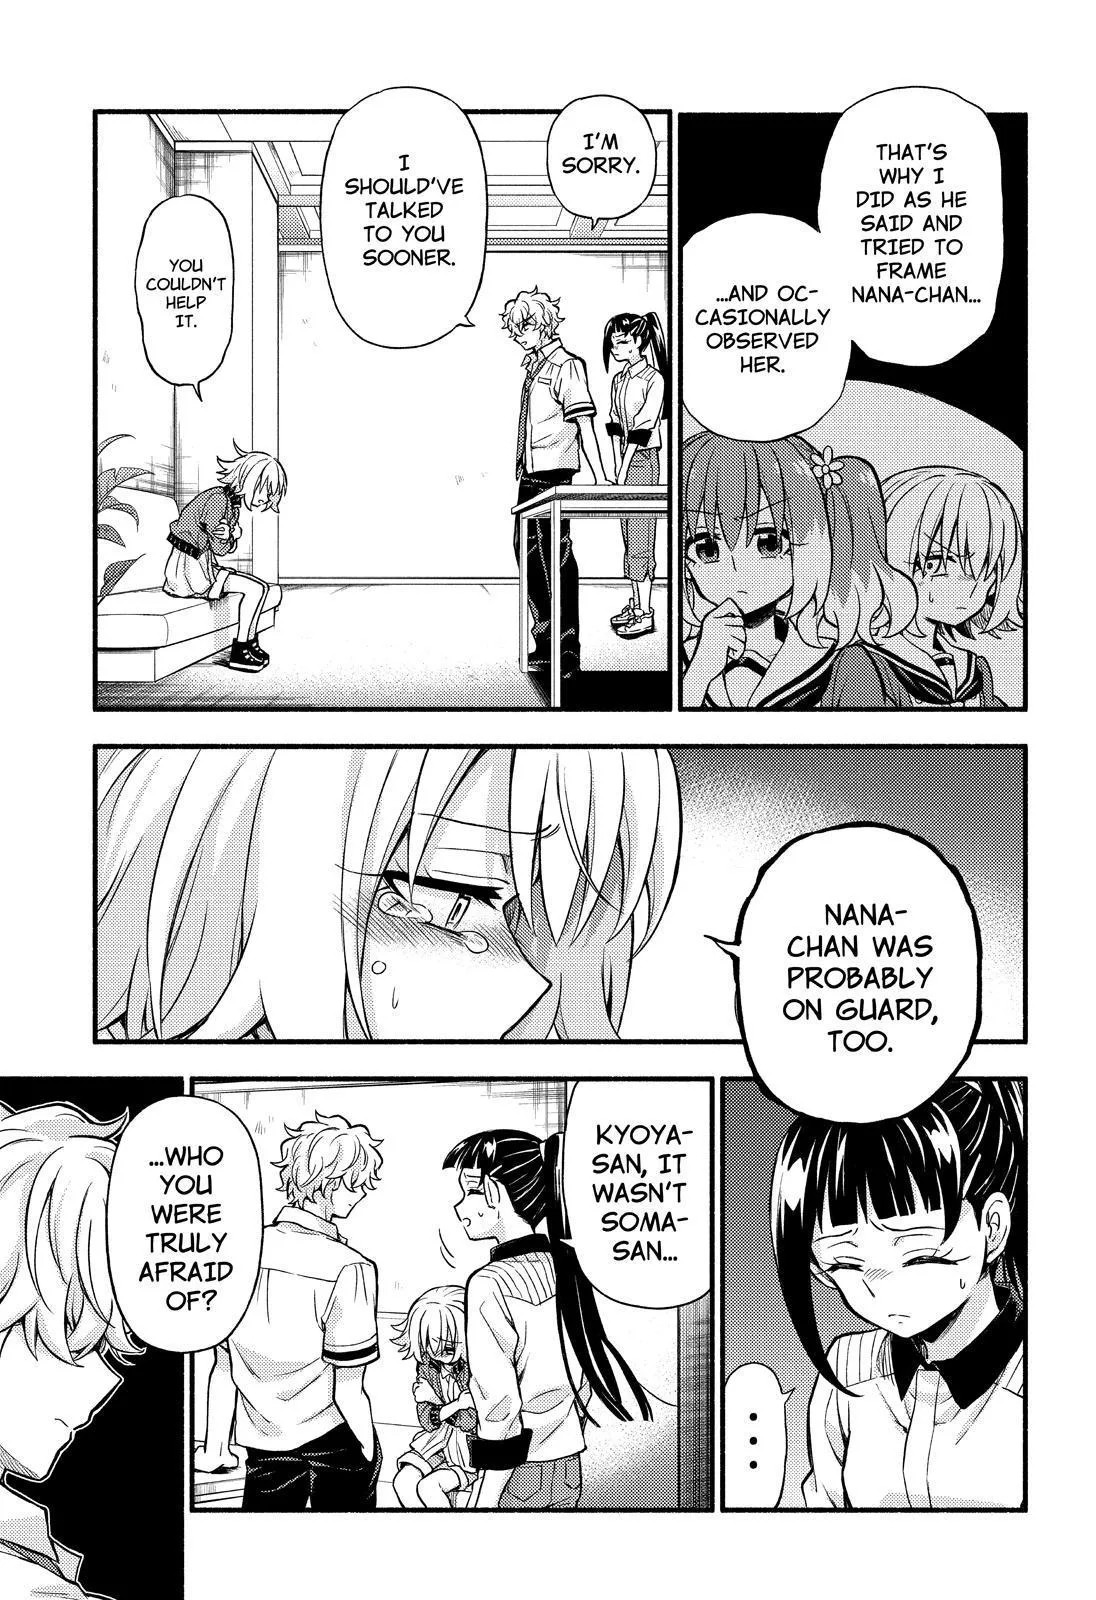 THAT'S
WHY I
DID AS HE
SAID AND
TRIED TO
FRAME
NANA-CHAN...
...AND OC-
CASIONALLY
OBSERVED
HER.
I'M
SORRY.
I
SHOULD'VE
TALKED
TO YOU
SOONER.
YOU
COULDN'T
HELP
IT.
NANA-
CHAN WAS
PROBABLY
ON GUARD,
TOO.
...
KYOYA-
SAN, IT
WASN'T
SOMA-
SAN...
...WHO
YOU
WERE
TRULY
AFRAID
OF?